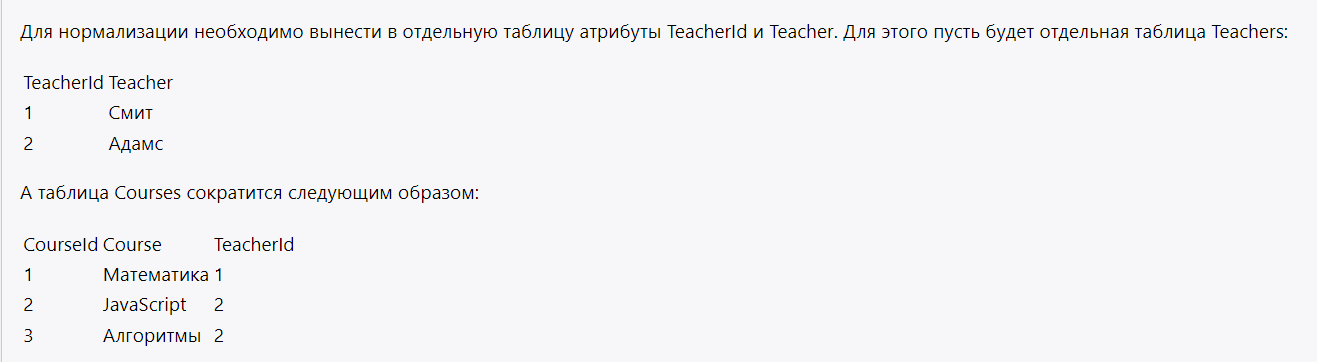 Для нормализации необходимо вынести в отдельную таблицу атрибуты TeacherId и Teacher. Для этого пусть будет отдельная таблица Teachers:
TeacherId Teacher
1 Смит
2 Адамс
А таблица Courses сократится следующим образом:
CourseId Course TeacherId
1 Математика 1
2 JavaScript 2
3 Алгоритмы 2